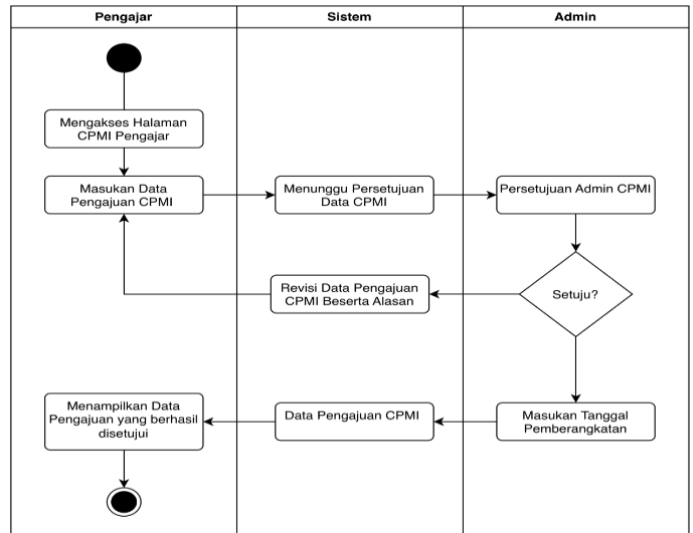 Pengajar
Sistem
Admin
Mengakses Halaman
CPMI Pengajar
Masukan Data
Pengajuan CPMI
Menunggu Persetujuan
Data CPMI
Persetujuan Admin CPMI
Revisi Data Pengajuan
CPMI Beserta Alasan
Setuju?
Menampilkan Data
Pengajuan yang berhasil
disetujui
Data Pengajuan CPMI
Masukan Tanggal
Pemberangkatan